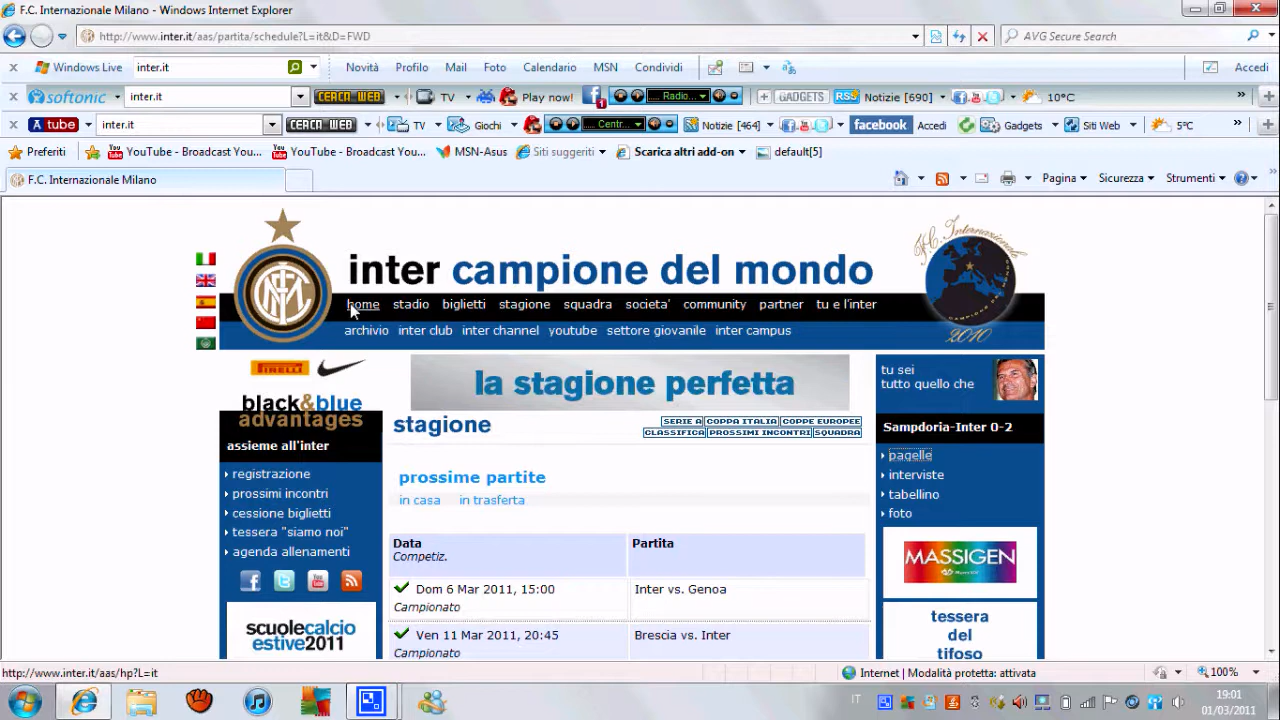 F.C. Internazionale Milano - Windows Internet Explorer
http://www.inter.it/aas/partita/schedule?L=it&D=FWD
AVG Secure Search
Windows Live inter.it Novità Profilo Mail Foto Calendario MSN Condividi Accedi
softonic inter.it CERCA WEB TV Play now! 1 Radio... GADGETS RSS Notizie [690] 10°C
A tube inter.it CERCA WEB TV Giochi Centr... Notizie [464] facebook Accedi Gadgets Siti Web 5°C
Preferiti YouTube - Broadcast You... YouTube - Broadcast You... MSN-Asus Siti suggeriti Scarica altri add-on default[5]
F.C. Internazionale Milano Pagina Sicurezza Strumenti
F.C. Internazionale
inter campione del mondo
home stadio biglietti stagione squadra societa' community partner tu e l'inter
archivio inter club inter channel youtube settore giovanile inter campus
2010
PIRELLI
black&blue
advantages
la stagione perfetta
tu sei
tutto quello che
stagione
SERIE A COPPA ITALIA COPPE EUROPEE
CLASSIFICA PROSSIMI INCONTRI SQUADRA
Sampdoria-Inter 0-2
assieme all'inter
registrazione
prossimi incontri
cessione biglietti
tessera "siamo noi"
agenda allenamenti
prossime partite
in casa in trasferta
pagelle
interviste
tabellino
foto
Data
Competiz.
Partita
Dom 6 Mar 2011, 15:00 Inter vs. Genoa
Campionato
Ven 11 Mar 2011, 20:45 Brescia vs. Inter
Campionato
scuolecalcio
estive2011
MASSIGEN
tessera
del
tifoso
http://www.inter.it/aas/hp?L=it
Internet | Modalità protetta: attivata
100%
IT
19:01
01/03/2011